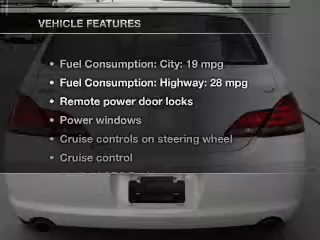 VEHICLE FEATURES
• Fuel Consumption: City: 19 mpg
• Fuel Consumption: Highway: 28 mpg
• Remote power door locks
• Power windows
• Cruise controls on steering wheel
• Cruise control